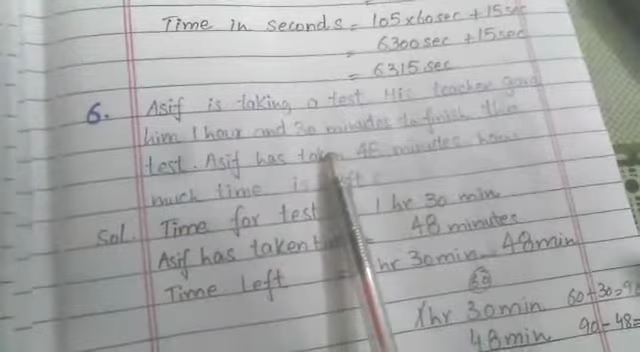 Time in seconds = 105 x 60 sec + 15 sec
= 6300 sec + 15 sec
= 6315 sec
6. Asif is taking a test. His teacher gave
him 1 hour and 30 minutes to finish the
test. Asif has taken 48 minutes how
much time is left
Sol. Time for test 1 hr 30 min
Asif has taken 48 minutes
Time Left = hr 30 min - 48 min
1 hr 30 min 60+30=90
48 min 90-48=